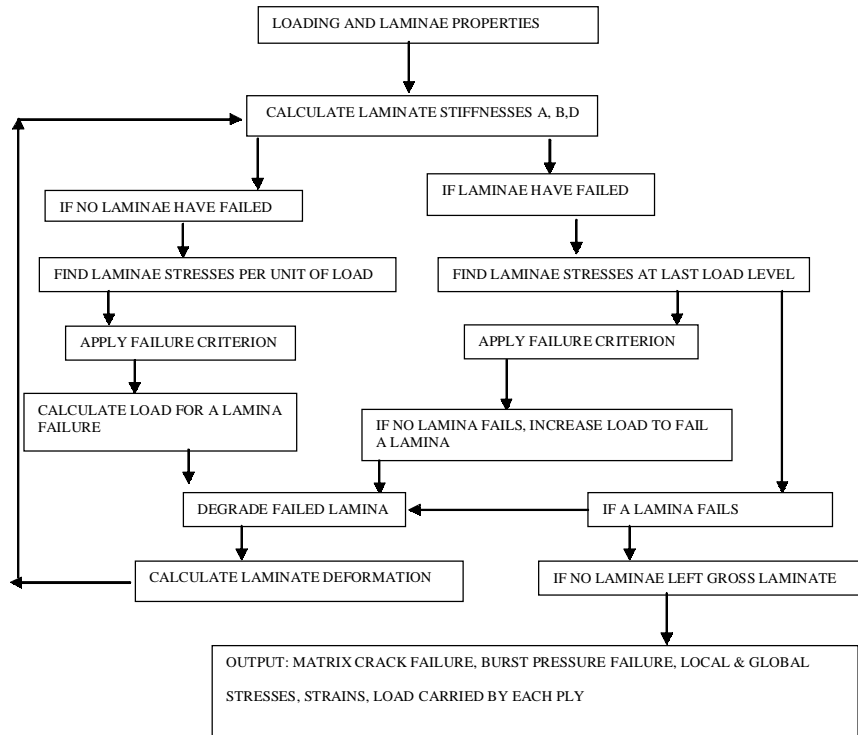 LOADING AND LAMINAE PROPERTIES
CALCULATE LAMINATE STIFFNESSES A, B,D
IF NO LAMINAE HAVE FAILED
IF LAMINAE HAVE FAILED
FIND LAMINAE STRESSES PER UNIT OF LOAD
FIND LAMINAE STRESSES AT LAST LOAD LEVEL
APPLY FAILURE CRITERION
APPLY FAILURE CRITERION
CALCULATE LOAD FOR A LAMINA
FAILURE
IF NO LAMINA FAILS, INCREASE LOAD TO FAIL
A LAMINA
DEGRADE FAILED LAMINA
IF A LAMINA FAILS
CALCULATE LAMINATE DEFORMATION
IF NO LAMINAE LEFT GROSS LAMINATE
OUTPUT: MATRIX CRACK FAILURE, BURST PRESSURE FAILURE, LOCAL & GLOBAL
STRESSES, STRAINS, LOAD CARRIED BY EACH PLY